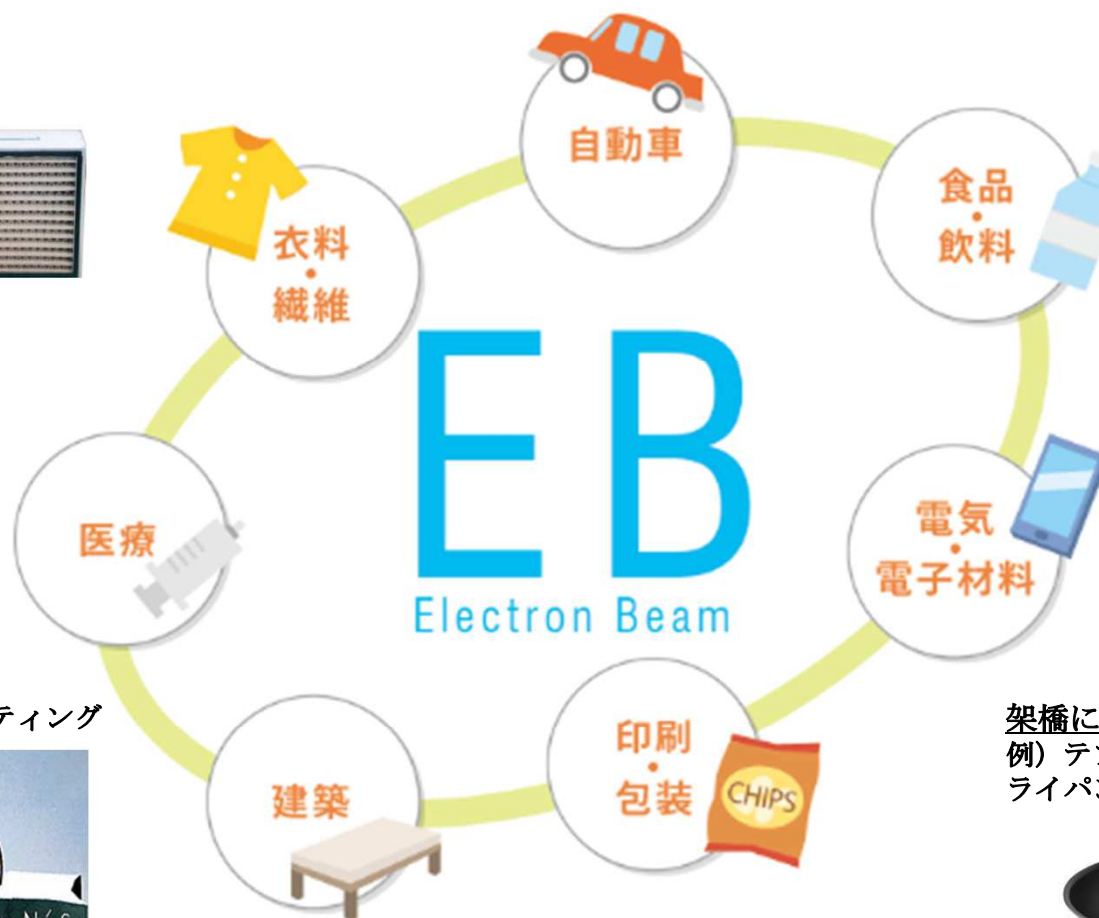 自動車
食品
・
飲料
衣料
・
繊維
EB
Electron Beam
医療
電気
・
電子材料
印刷
・
包装
CHIPS
建築
ティング
架橋に
例）テ
ライパ